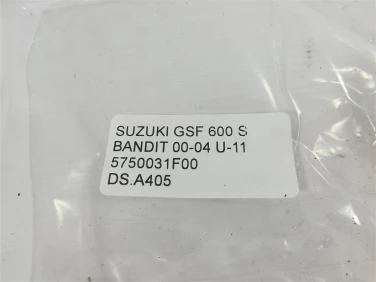 SUZUKI GSF 600 S
BANDIT 00-04 U-11
5750031F00
DS.A405